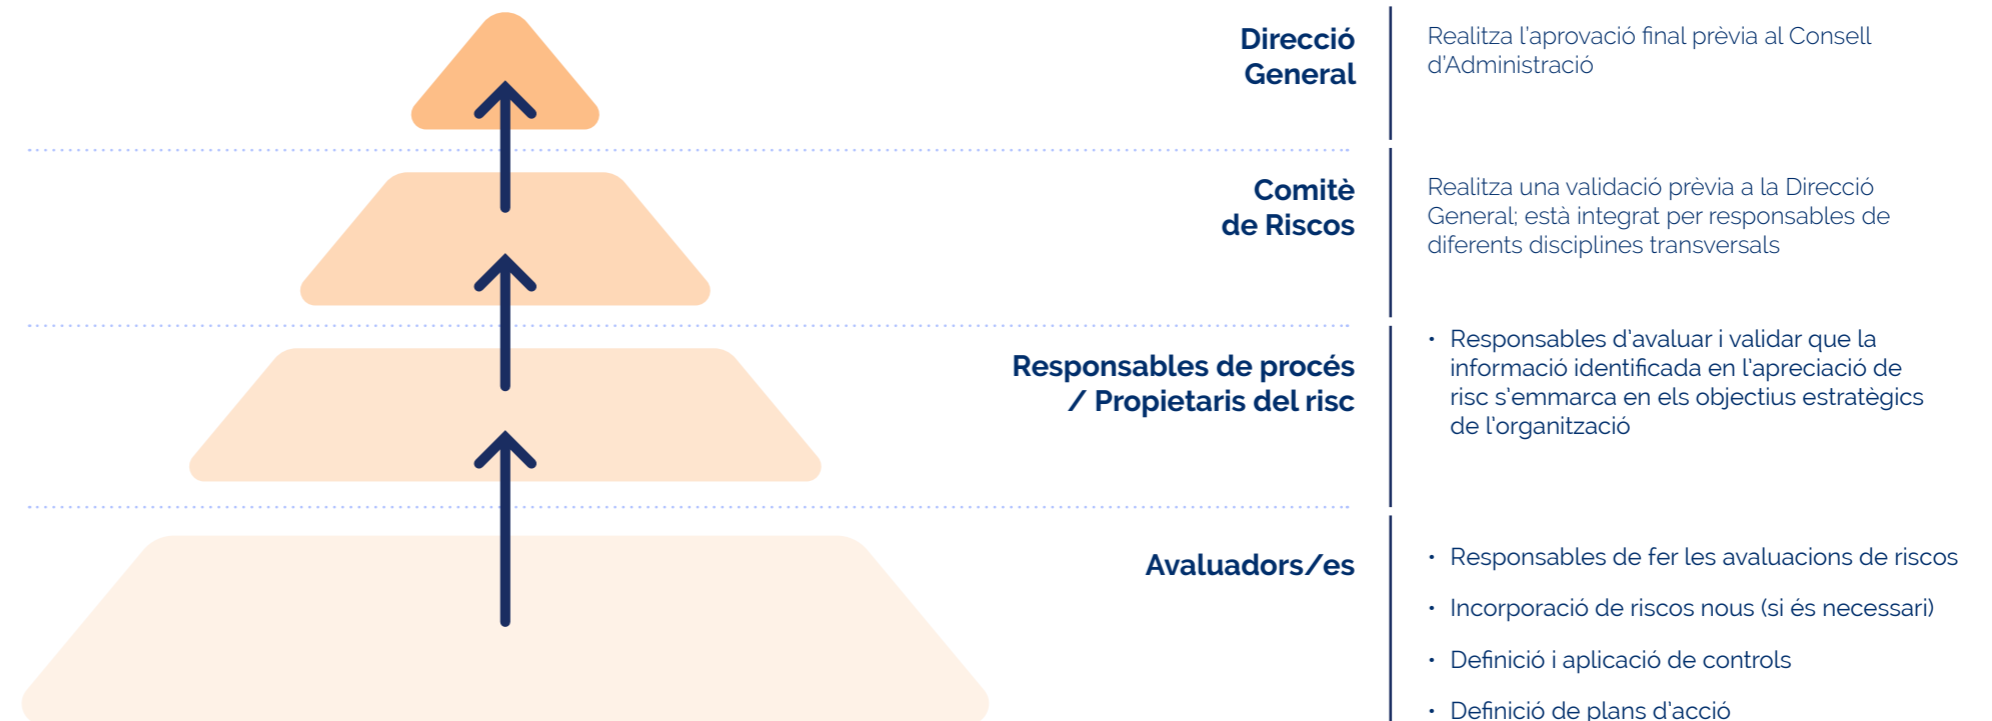 Direcció
General
Realitza l'aprovació final prèvia al Consell
d'Administració
Comitè
de Riscos
Realitza una validació prèvia a la Direcció
General; està integrat per responsables de
diferents disciplines transversals
Responsables de procés
/ Propietaris del risc
• Responsables d'avaluar i validar que la
informació identificada en l'apreciació de
risc s'emmarca en els objectius estratègics
de l'organització
Avaluadors/es
• Responsables de fer les avaluacions de riscos
• Incorporació de riscos nous (si és necessari)
• Definició i aplicació de controls
• Definició de plans d'acció